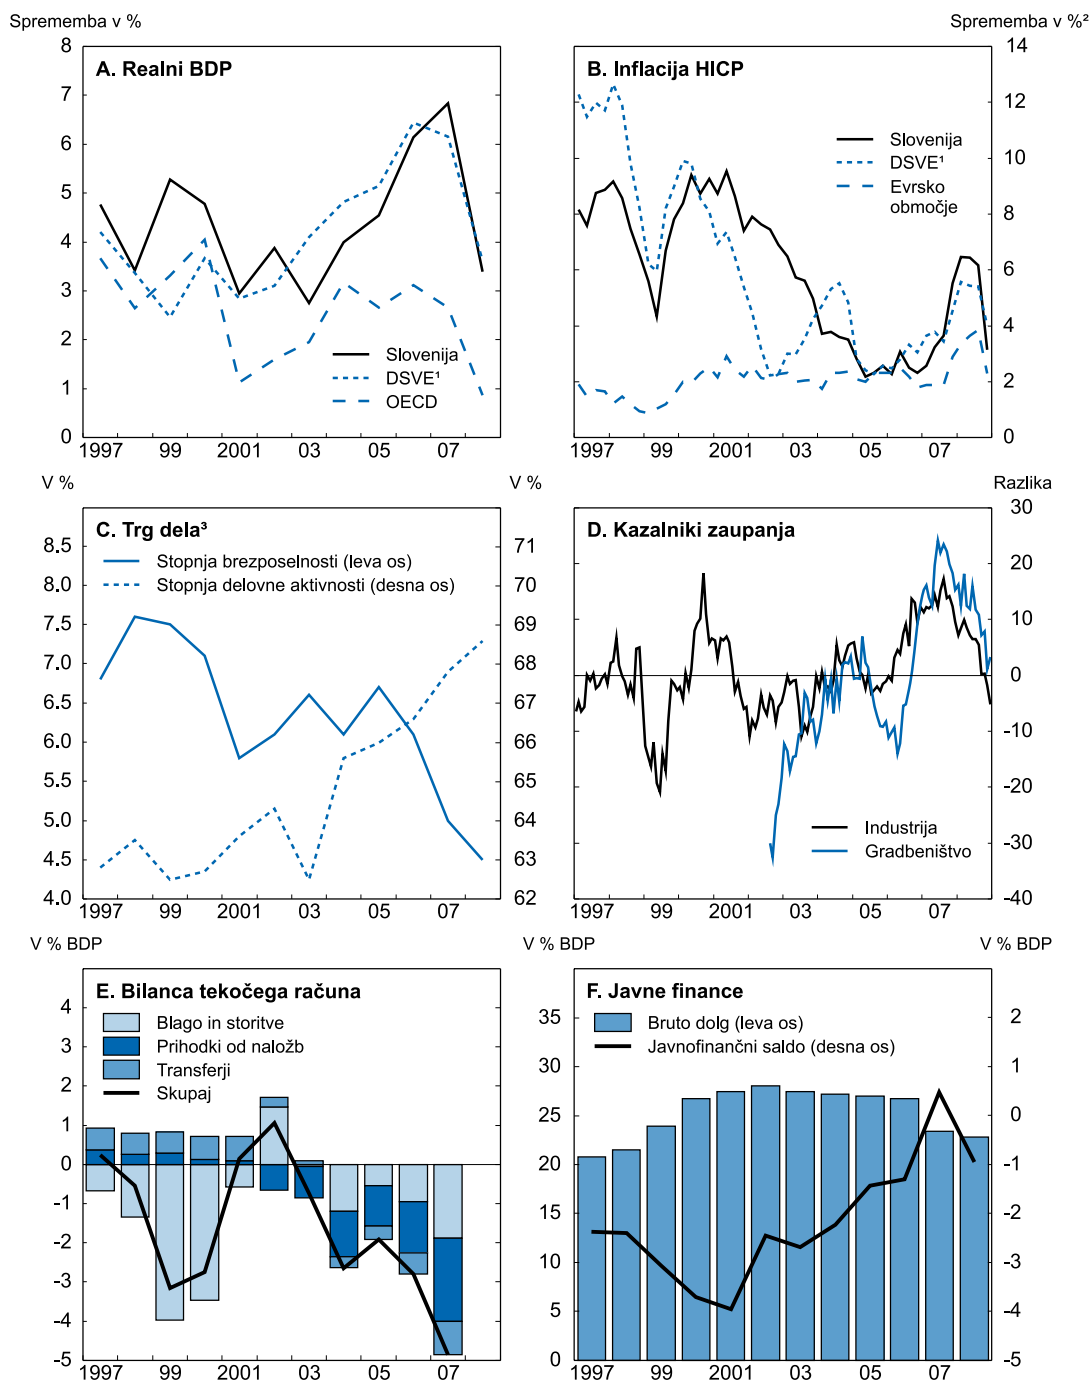 Sprememba v %
Sprememba v %²
A. Realni BDP
8
7
6
5
4
3
2
1
0
Slovenija
DSVE¹
OECD
1997 99 2001 03 05 07
B. Inflacija HICP
14
12
10
8
6
4
2
0
Slovenija
DSVE¹
Evrsko
območje
1997 99 2001 03 05 07
V %
V %
C. Trg dela³
Stopnja brezposelnosti (leva os)
Stopnja delovne aktivnosti (desna os)
8.5
8.0
7.5
7.0
6.5
6.0
5.5
5.0
4.5
4.0
71
70
69
68
67
66
65
64
63
62
1997 99 2001 03 05 07
Razlika
D. Kazalniki zaupanja
30
20
10
0
-10
-20
-30
-40
Industrija
Gradbeništvo
1997 99 2001 03 05 07
V % BDP
E. Bilanca tekočega računa
Blago in storitve
Prihodki od naložb
Transferji
Skupaj
4
3
2
1
0
-1
-2
-3
-4
-5
1997 99 2001 03 05 07
V % BDP
V % BDP
F. Javne finance
Bruto dolg (leva os)
Javnofinančni saldo (desna os)
35
30
25
20
15
10
5
0
2
1
0
-1
-2
-3
-4
-5
1997 99 2001 03 05 07